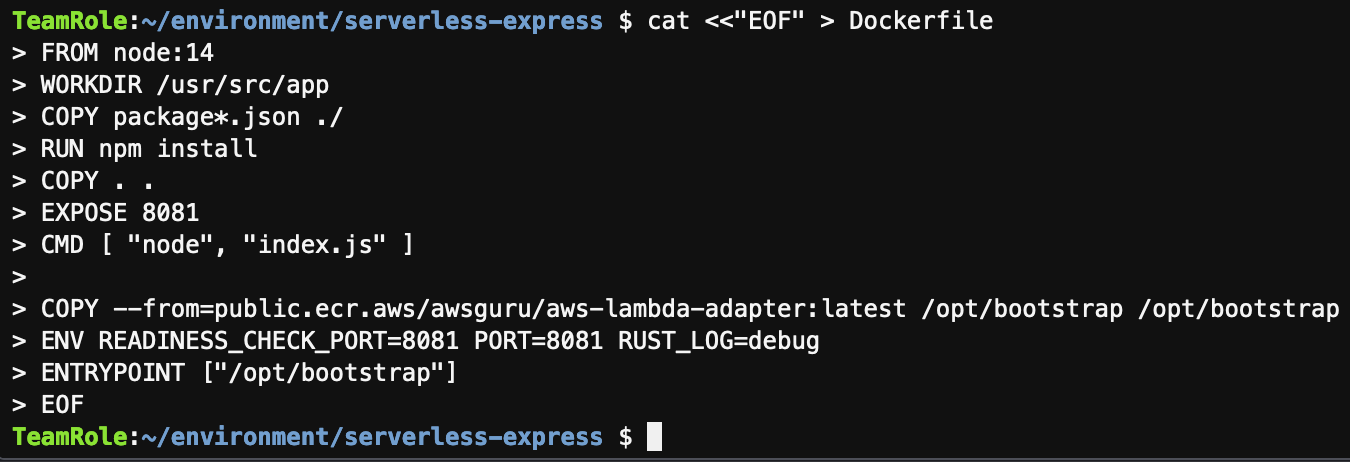 TeamRole:~/environment/serverless-express $ cat <<"EOF" > Dockerfile
> FROM node:14
> WORKDIR /usr/src/app
> COPY package*.json ./
> RUN npm install
> COPY . .
> EXPOSE 8081
> CMD [ "node", "index.js" ]
>
> COPY --from=public.ecr.aws/awsguru/aws-lambda-adapter:latest /opt/bootstrap /opt/bootstrap
> ENV READINESS_CHECK_PORT=8081 PORT=8081 RUST_LOG=debug
> ENTRYPOINT ["/opt/bootstrap"]
> EOF
TeamRole:~/environment/serverless-express $